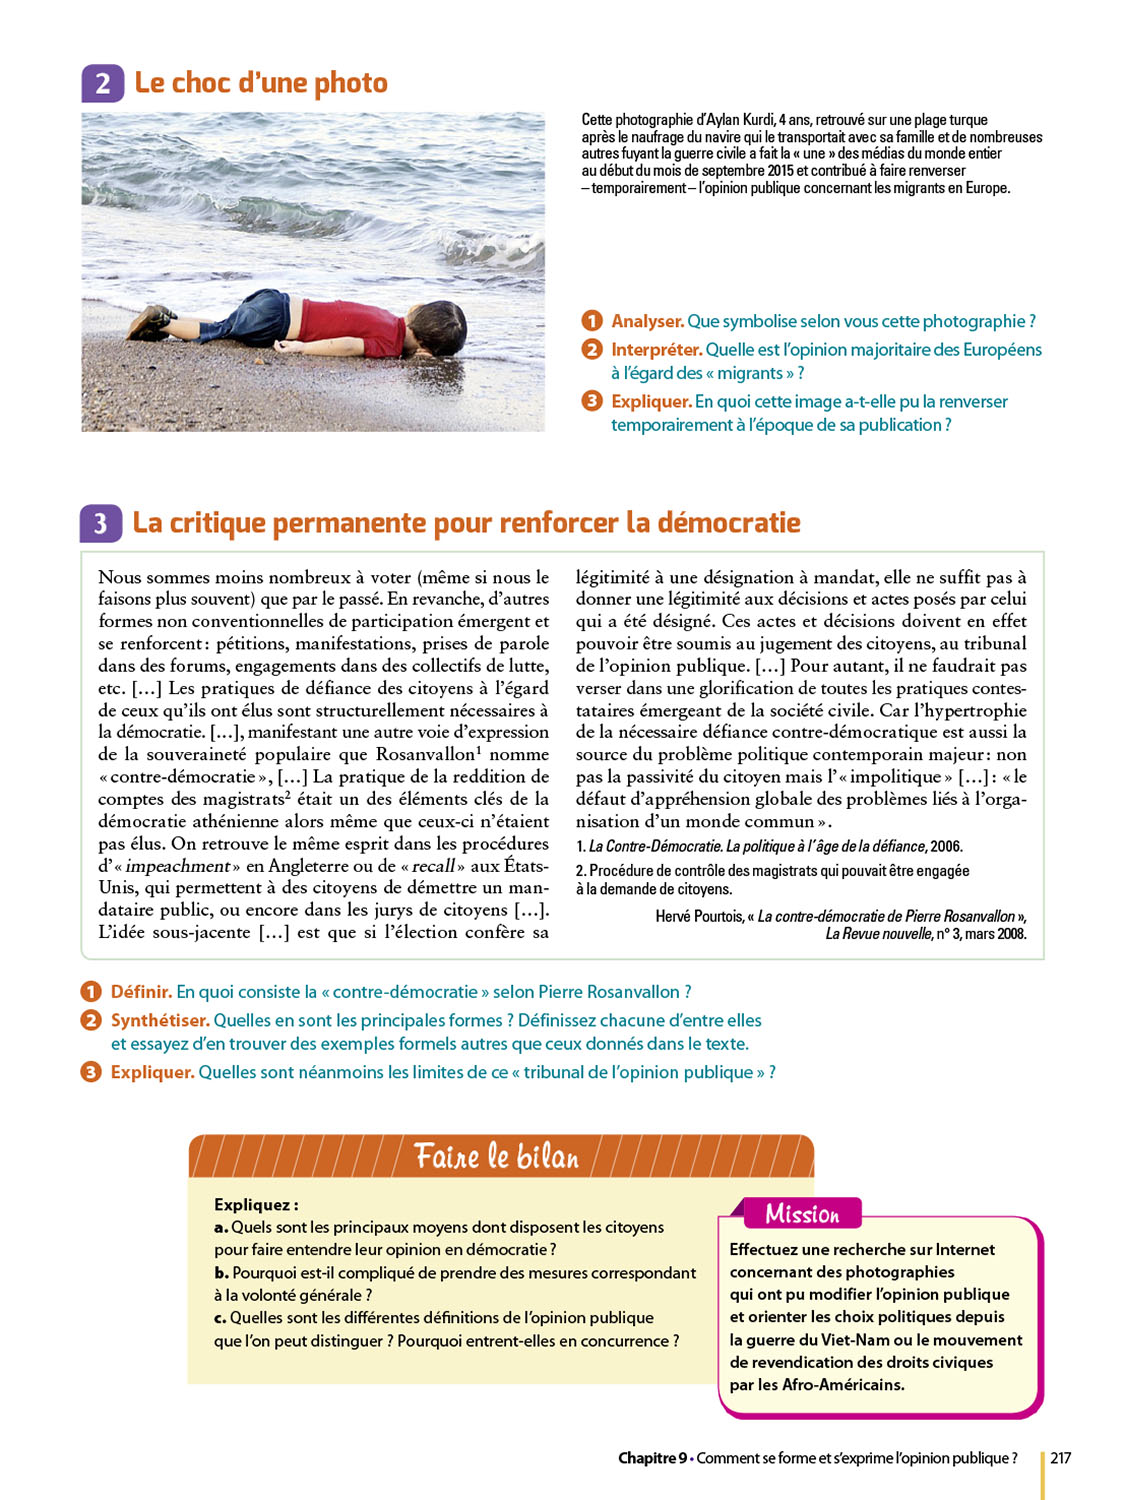 2 Le choc d’une photo
Cette photographie d’Aylan Kurdi, 4 ans, retrouvé sur une plage turque
après le naufrage du navire qui le transportait avec sa famille et de nombreuses
autres fuyant la guerre civile a fait la « une » des médias du monde entier
au début du mois de septembre 2015 et contribué à faire renverser
– temporairement – l’opinion publique concernant les migrants en Europe.
1 Analyser. Que symbolise selon vous cette photographie ?
2 Interpréter. Quelle est l’opinion majoritaire des Européens
à l’égard des « migrants » ?
3 Expliquer. En quoi cette image a-t-elle pu la renverser
temporairement à l’époque de sa publication ?
3 La critique permanente pour renforcer la démocratie
Nous sommes moins nombreux à voter (même si nous le
faisons plus souvent) que par le passé. En revanche, d’autres
formes non conventionnelles de participation émergent et
se renforcent : pétitions, manifestations, prises de parole
dans des forums, engagements dans des collectifs de lutte,
etc. […] Les pratiques de défiance des citoyens à l’égard
de ceux qu’ils ont élus sont structurellement nécessaires à
la démocratie. […], manifestant une autre voie d’expression
de la souveraineté populaire que Rosanvallon¹ nomme
« contre-démocratie », […] La pratique de la reddition de
comptes des magistrats² était un des éléments clés de la
démocratie athénienne alors même que ceux-ci n’étaient
pas élus. On retrouve le même esprit dans les procédures
d’« impeachment » en Angleterre ou de « recall » aux États-
Unis, qui permettent à des citoyens de démettre un man-
dataire public, ou encore dans les jurys de citoyens […].
L’idée sous-jacente […] est que si l’élection confère sa
légitimité à une désignation à mandat, elle ne suffit pas à
donner une légitimité aux décisions et actes posés par celui
qui a été désigné. Ces actes et décisions doivent en effet
pouvoir être soumis au jugement des citoyens, au tribunal
de l’opinion publique. […] Pour autant, il ne faudrait pas
verser dans une glorification de toutes les pratiques contes-
tataires émergeant de la société civile. Car l’hypertrophie
de la nécessaire défiance contre-démocratique est aussi la
source du problème politique contemporain majeur : non
pas la passivité du citoyen mais l’« impolitique » […] : « le
défaut d’appréhension globale des problèmes liés à l’orga-
nisation d’un monde commun ».
1. La Contre-Démocratie. La politique à l’âge de la défiance, 2006.
2. Procédure de contrôle des magistrats qui pouvait être engagée
à la demande de citoyens.
Hervé Pourtois, « La contre-démocratie de Pierre Rosanvallon »,
La Revue nouvelle, n° 3, mars 2008.
1 Définir. En quoi consiste la « contre-démocratie » selon Pierre Rosanvallon ?
2 Synthétiser. Quelles en sont les principales formes ? Définissez chacune d’entre elles
et essayez d’en trouver des exemples formels autres que ceux donnés dans le texte.
3 Expliquer. Quelles sont néanmoins les limites de ce « tribunal de l’opinion publique » ?
Faire le bilan
Expliquez :
a. Quels sont les principaux moyens dont disposent les citoyens
pour faire entendre leur opinion en démocratie ?
b. Pourquoi est-il compliqué de prendre des mesures correspondant
à la volonté générale ?
c. Quelles sont les différentes définitions de l’opinion publique
que l’on peut distinguer ? Pourquoi entrent-elles en concurrence ?
Mission
Effectuez une recherche sur Internet
concernant des photographies
qui ont pu modifier l’opinion publique
et orienter les choix politiques depuis
la guerre du Viet-Nam ou le mouvement
de revendication des droits civiques
par les Afro-Américains.
Chapitre 9 • Comment se forme et s’exprime l’opinion publique ? 217